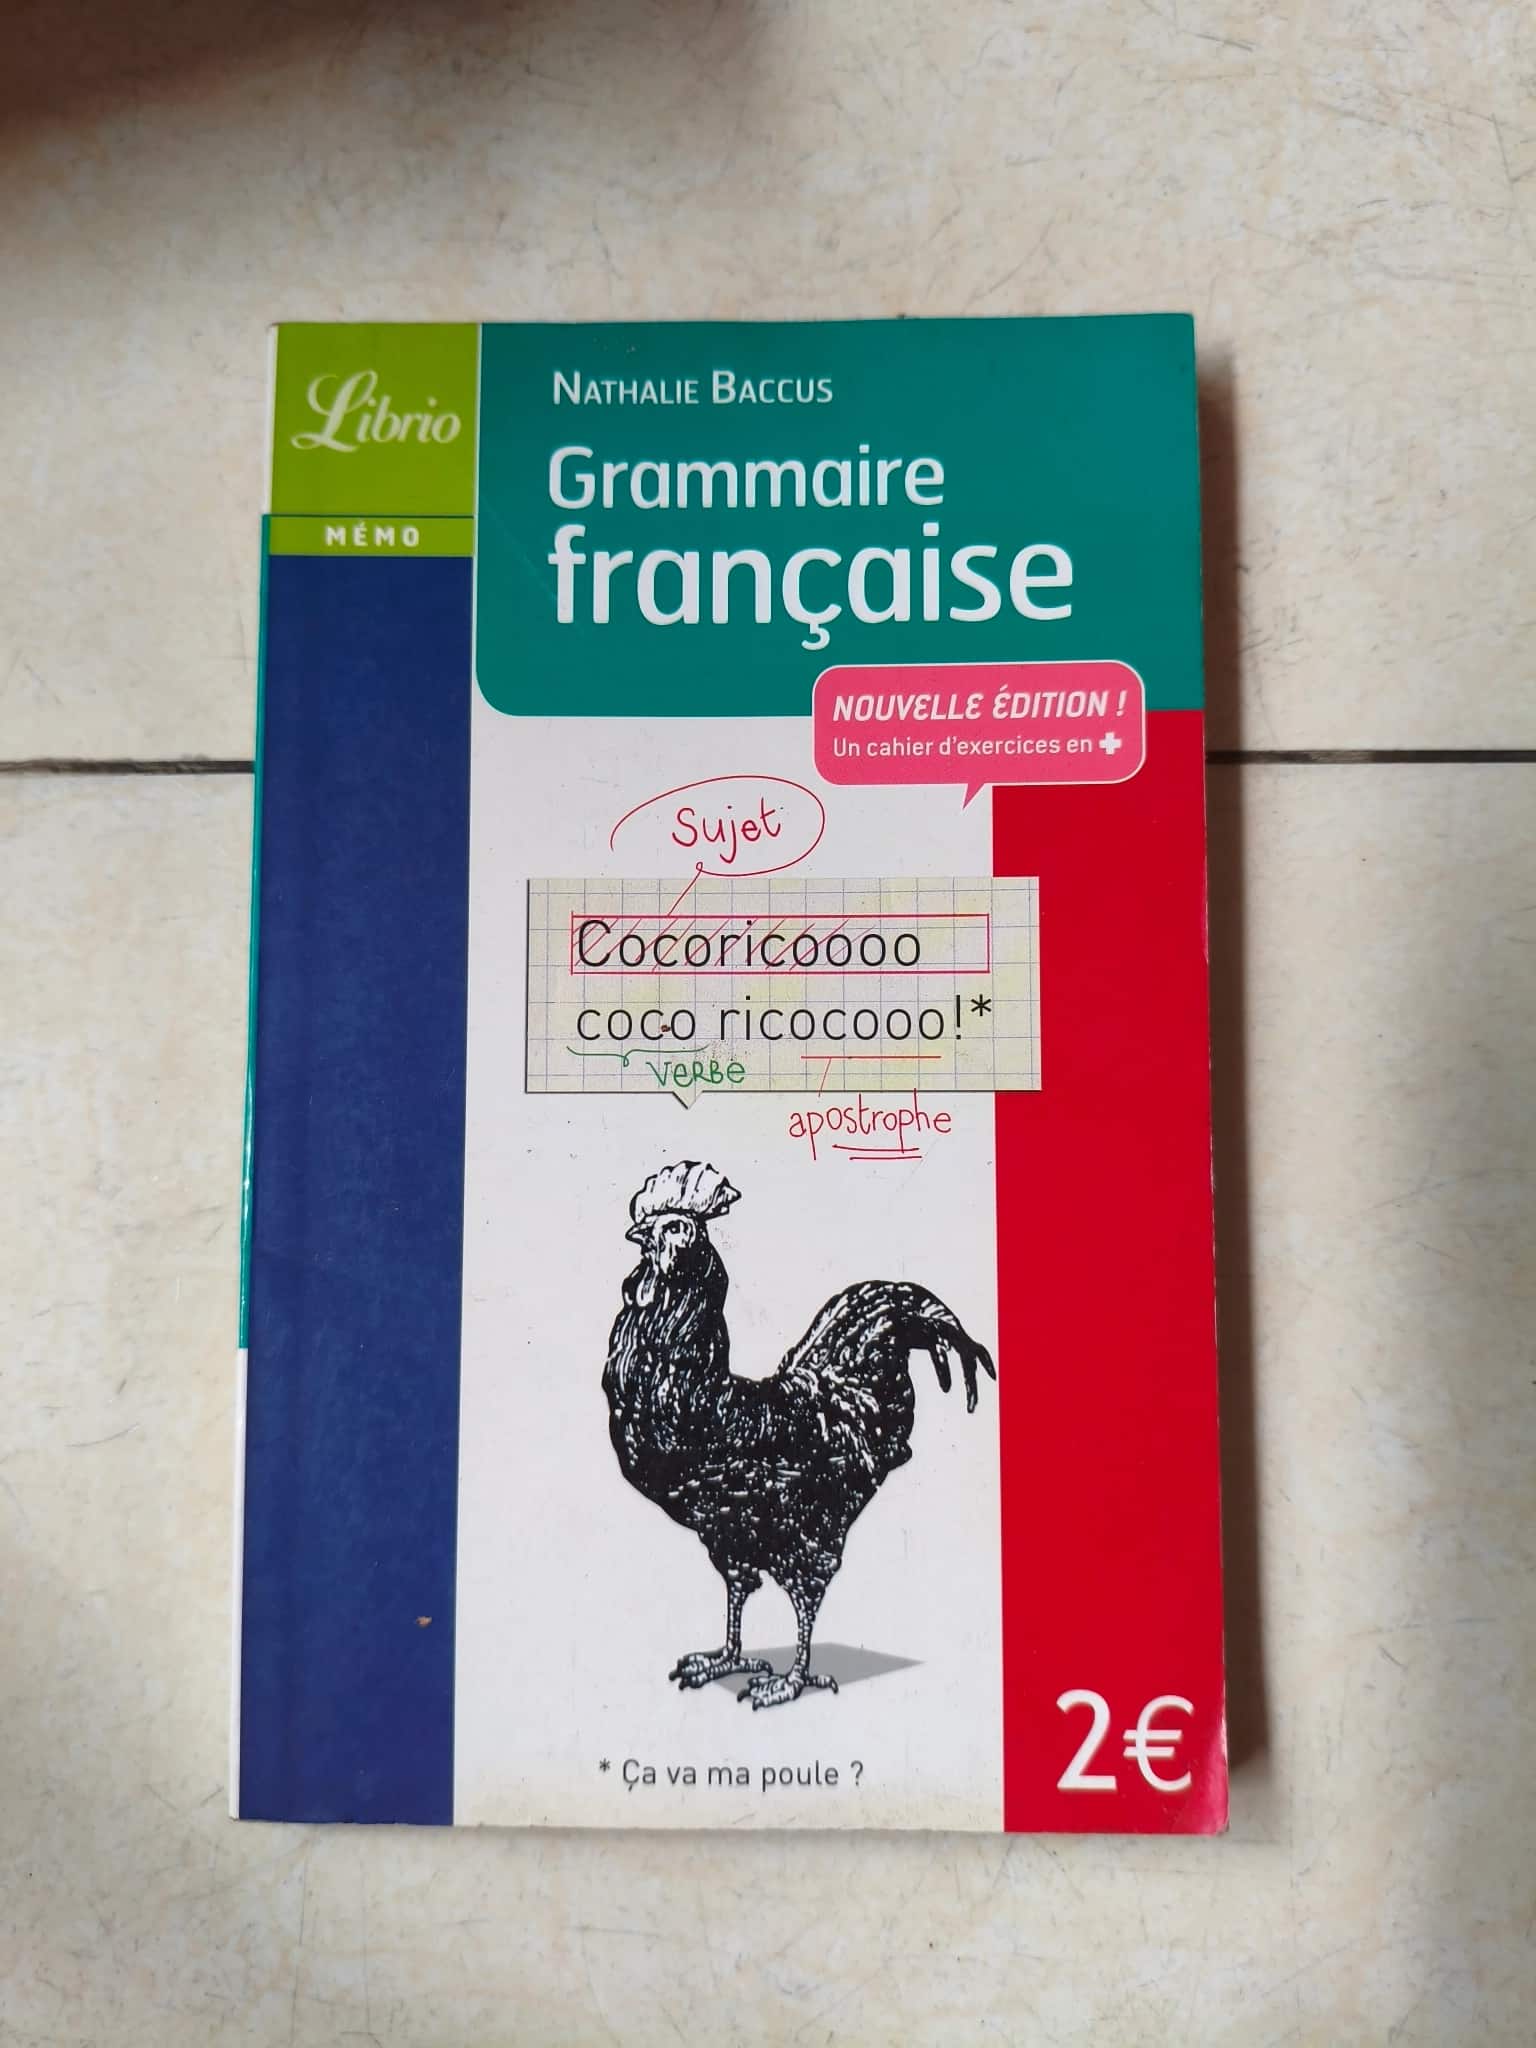 Librio
MÉMO
NATHALIE BACCUS
Grammaire
française
NOUVELLE ÉDITION !
Un cahier d'exercices en +
Sujet
Cocoricoooo
coco ricocooo!*
VERBE
apostrophe
* Ça va ma poule ?
2€